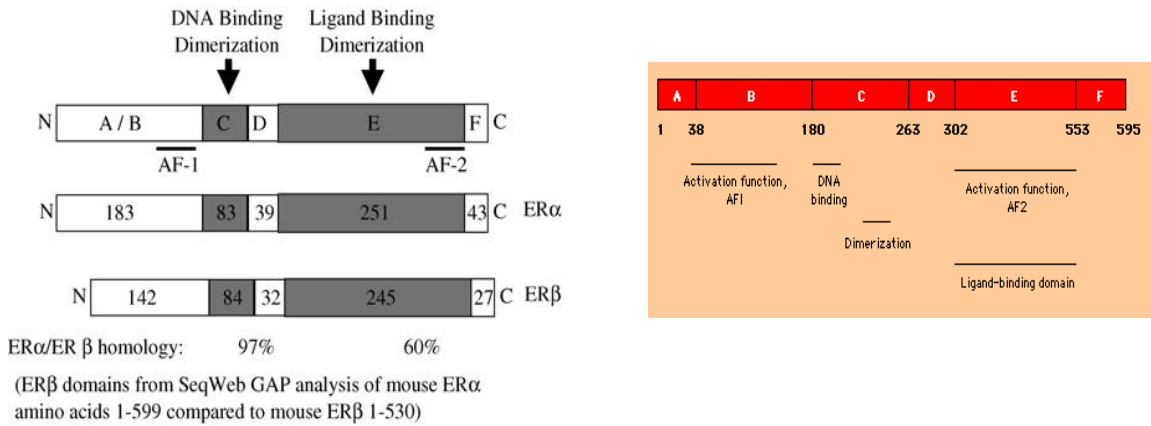 DNA Binding Ligand Binding
Dimerization Dimerization
N A / B C D E F C
AF-1 AF-2
N 183 83 39 251 43 C ERα
N 142 84 32 245 27 C ERβ
ERα/ER β homology: 97% 60%
(ERβ domains from SeqWeb GAP analysis of mouse ERα
amino acids 1-599 compared to mouse ERβ 1-530)
A B C D E F
1 38 180 263 302 553 595
Activation function,
AF1
DNA
binding
Activation function,
AF2
Dimerization
Ligand-binding domain